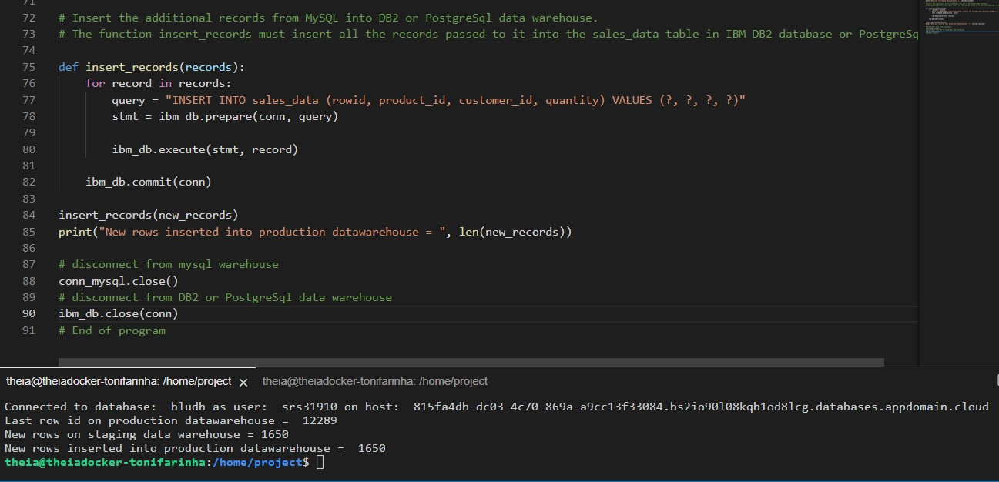 71
72 # Insert the additional records from MySQL into DB2 or PostgreSql data warehouse.
73 # The function insert_records must insert all the records passed to it into the sales_data table in IBM DB2 database or PostgreSq
74
75 def insert_records(records):
76 for record in records:
77 query = "INSERT INTO sales_data (rowid, product_id, customer_id, quantity) VALUES (?, ?, ?, ?)"
78 stmt = ibm_db.prepare(conn, query)
79
80 ibm_db.execute(stmt, record)
81
82 ibm_db.commit(conn)
83
84 insert_records(new_records)
85 print("New rows inserted into production datawarehouse = ", len(new_records))
86
87 # disconnect from mysql warehouse
88 conn_mysql.close()
89 # disconnect from DB2 or PostgreSql data warehouse
90 ibm_db.close(conn)
91 # End of program
theia@theiadocker-tonifarinha: /home/project × theia@theiadocker-tonifarinha: /home/project
Connected to database:  bludb as user:  srs31910 on host:  815fa4db-dc03-4c70-869a-a9cc13f33084.bs2io90l08kqb1od8lcg.databases.appdomain.cloud
Last row id on production datawarehouse =  12289
New rows on staging data warehouse = 1650
New rows inserted into production datawarehouse =  1650
theia@theiadocker-tonifarinha:/home/project$